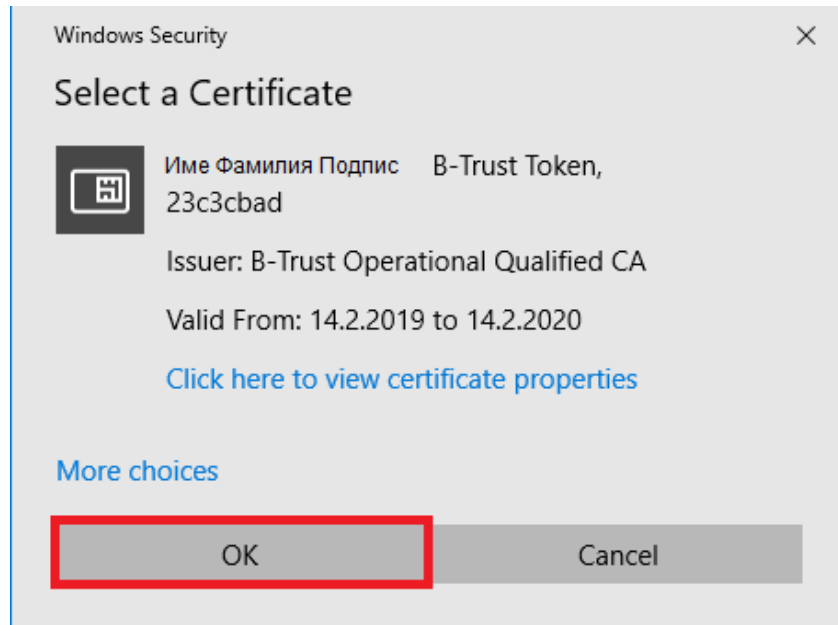 Windows Security
Select a Certificate
Име Фамилия Подпис B-Trust Token,
23c3cbad
Issuer: B-Trust Operational Qualified CA
Valid From: 14.2.2019 to 14.2.2020
Click here to view certificate properties
More choices
OK Cancel